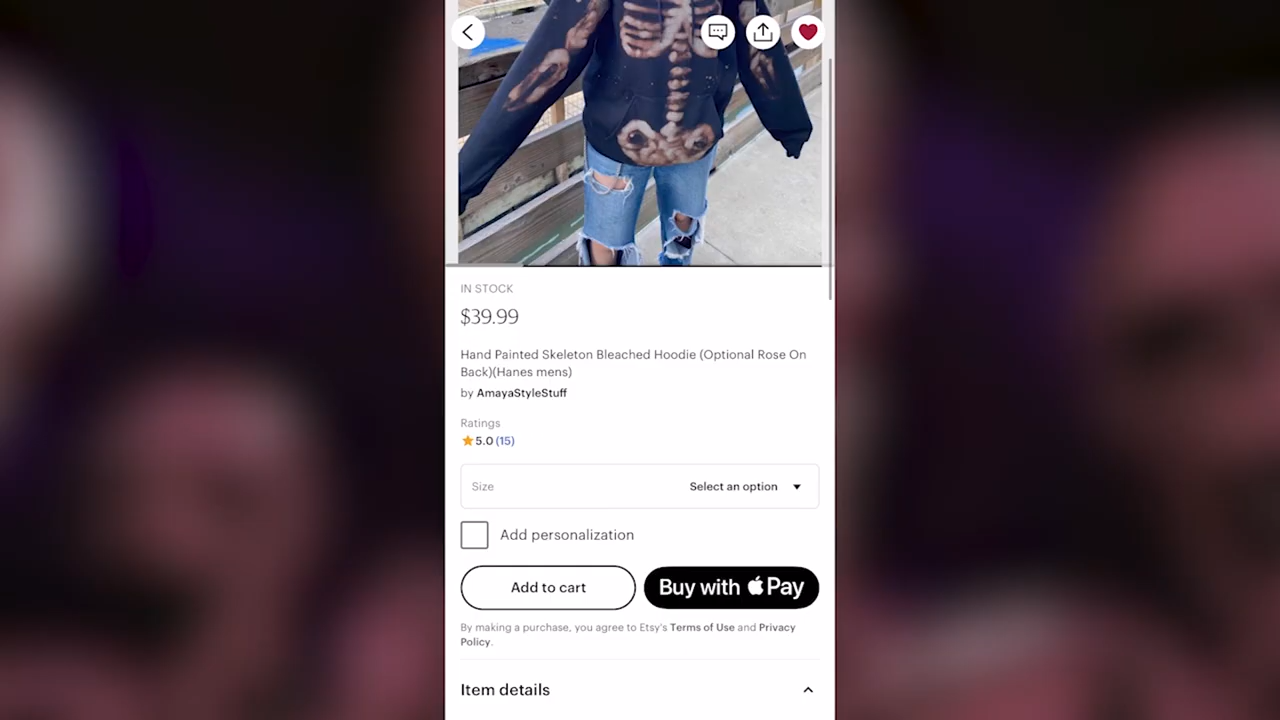 IN STOCK
$39.99
Hand Painted Skeleton Bleached Hoodie (Optional Rose On
Back)(Hanes mens)
by AmayaStyleStuff
Ratings
5.0 (15)
Size Select an option
Add personalization
Add to cart Buy with Pay
By making a purchase, you agree to Etsy's Terms of Use and Privacy
Policy.
Item details